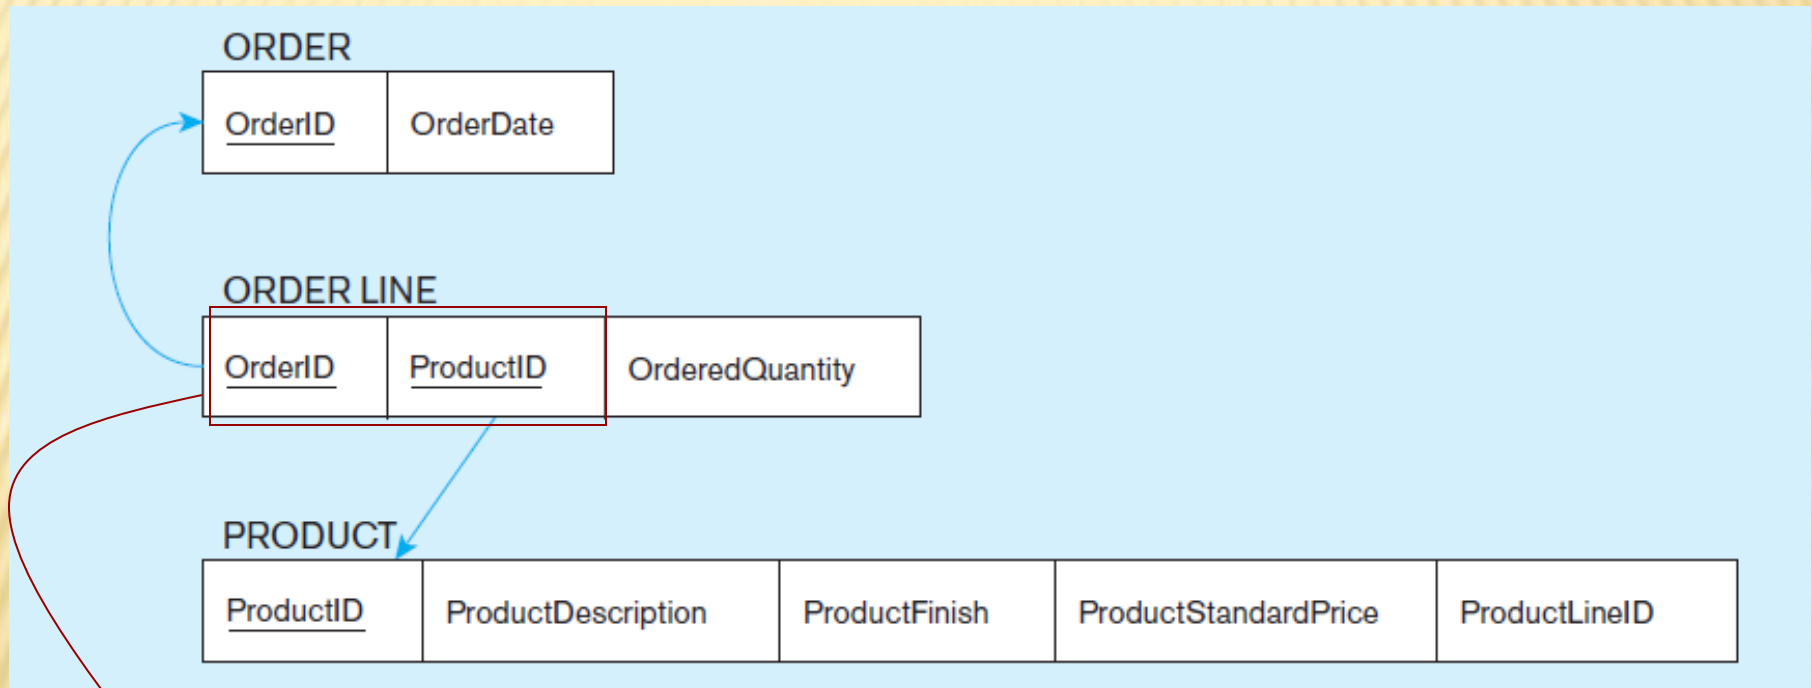 ORDER
OrderID OrderDate
ORDER LINE
OrderID ProductID OrderedQuantity
PRODUCT
ProductID ProductDescription ProductFinish ProductStandardPrice ProductLineID